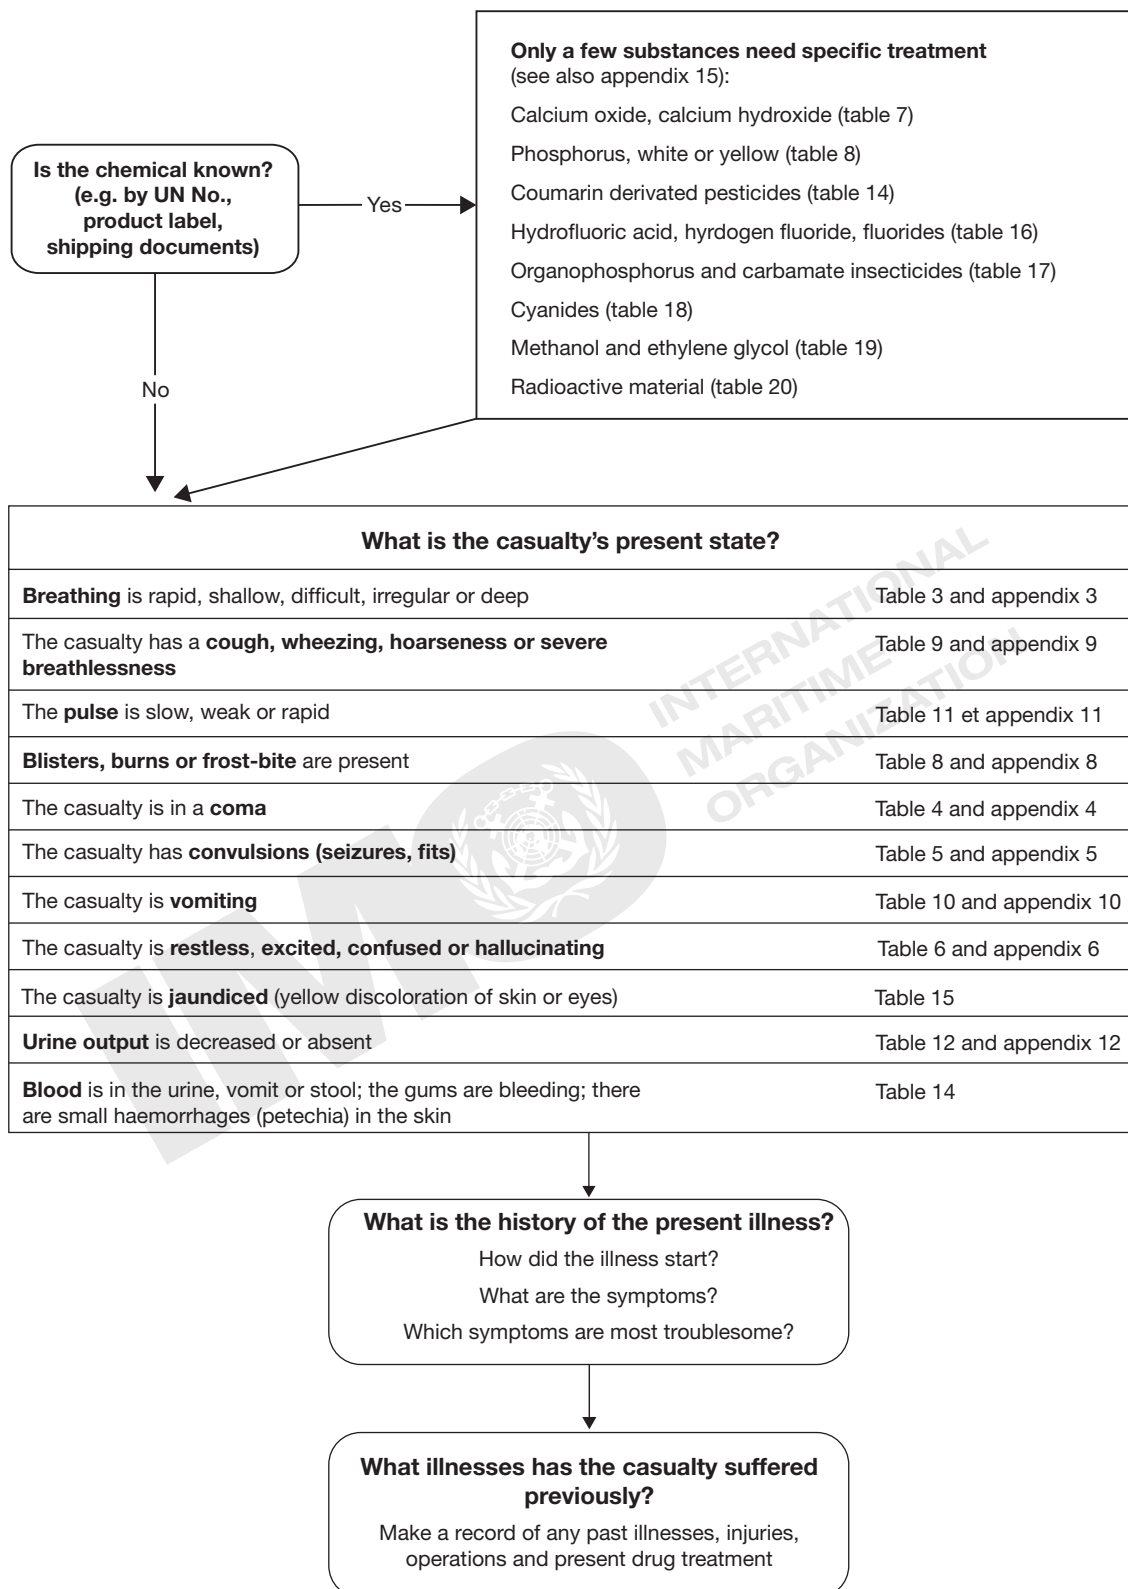 Only a few substances need specific treatment
(see also appendix 15):
Calcium oxide, calcium hydroxide (table 7)
Phosphorus, white or yellow (table 8)
Coumarin derivated pesticides (table 14)
Hydrofluoric acid, hyrdogen fluoride, fluorides (table 16)
Organophosphorus and carbamate insecticides (table 17)
Cyanides (table 18)
Methanol and ethylene glycol (table 19)
Radioactive material (table 20)
Is the chemical known?
(e.g. by UN No.,
product label,
shipping documents)
Yes
No
What is the casualty's present state?
Breathing is rapid, shallow, difficult, irregular or deep
Table 3 and appendix 3
The casualty has a cough, wheezing, hoarseness or severe
breathlessness
Table 9 and appendix 9
The pulse is slow, weak or rapid
Table 11 et appendix 11
Blisters, burns or frost-bite are present
Table 8 and appendix 8
The casualty is in a coma
Table 4 and appendix 4
The casualty has convulsions (seizures, fits)
Table 5 and appendix 5
The casualty is vomiting
Table 10 and appendix 10
The casualty is restless, excited, confused or hallucinating
Table 6 and appendix 6
The casualty is jaundiced (yellow discoloration of skin or eyes)
Table 15
Urine output is decreased or absent
Table 12 and appendix 12
Blood is in the urine, vomit or stool; the gums are bleeding; there
are small haemorrhages (petechia) in the skin
Table 14
IMO
INTERNATIONAL
MARITIME
ORGANIZATION
What is the history of the present illness?
How did the illness start?
What are the symptoms?
Which symptoms are most troublesome?
What illnesses has the casualty suffered
previously?
Make a record of any past illnesses, injuries,
operations and present drug treatment